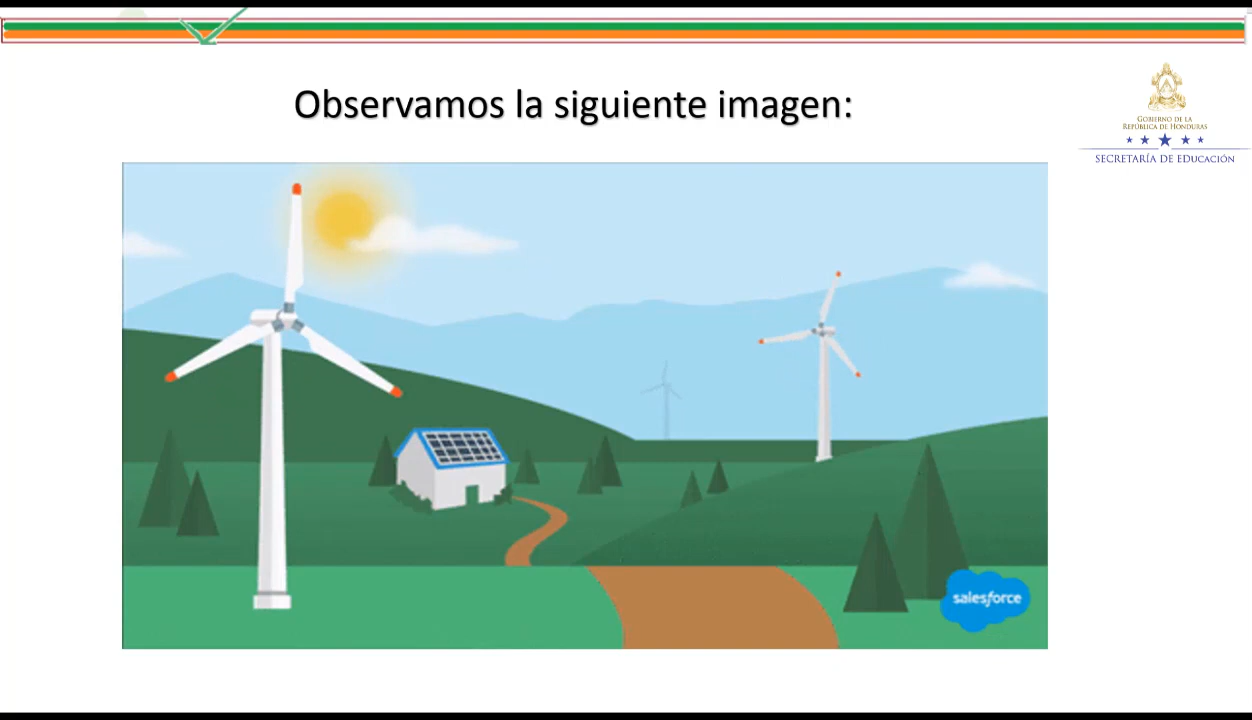 Observamos la siguiente imagen:
GOBIERNO DE LA
REPÚBLICA DE HONDURAS
SECRETARÍA DE EDUCACIÓN
salesforce